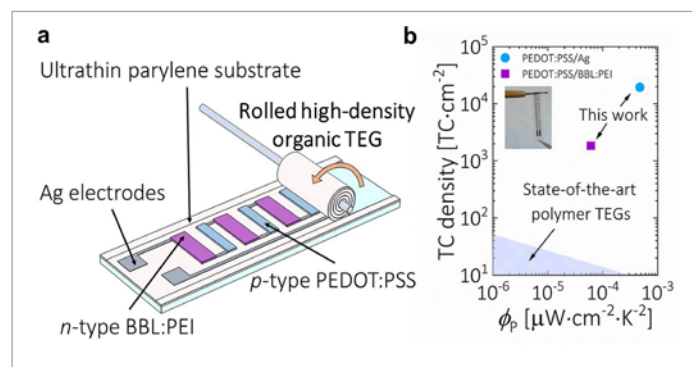 a
Ultrathin parylene substrate
Rolled high-density
organic TEG
Ag electrodes
p-type PEDOT:PSS
n-type BBL:PEI
b
TC density [TC·cm⁻²]
10⁵
10⁴
10³
10²
10¹
PEDOT:PSS/Ag
PEDOT:PSS/BBL:PEI
This work
State-of-the-art
polymer TEGs
10⁻⁶ 10⁻⁵ 10⁻⁴ 10⁻³
ϕP [μW·cm⁻²·K⁻²]